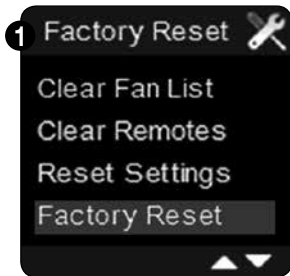 1 Factory Reset
Clear Fan List
Clear Remotes
Reset Settings
Factory Reset